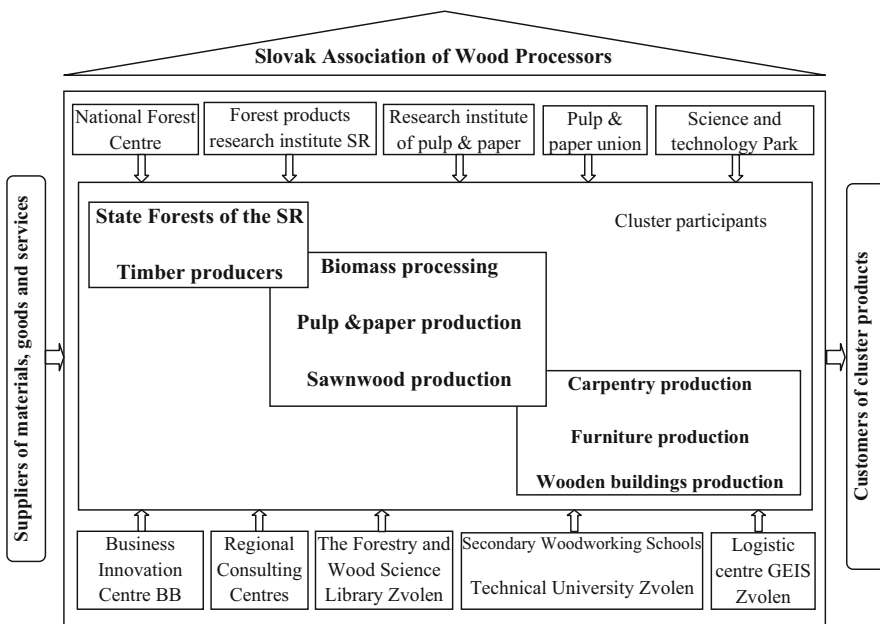 Slovak Association of Wood Processors
National Forest
Centre
Forest products
research institute SR
Research institute
of pulp & paper
Pulp &
paper union
Science and
technology Park
Suppliers of materials, goods and services
Cluster participants
State Forests of the SR
Timber producers
Biomass processing
Pulp &paper production
Sawnwood production
Carpentry production
Furniture production
Wooden buildings production
Customers of cluster products
Business
Innovation
Centre BB
Regional
Consulting
Centres
The Forestry and
Wood Science
Library Zvolen
Secondary Woodworking Schools
Technical University Zvolen
Logistic
centre GEIS
Zvolen